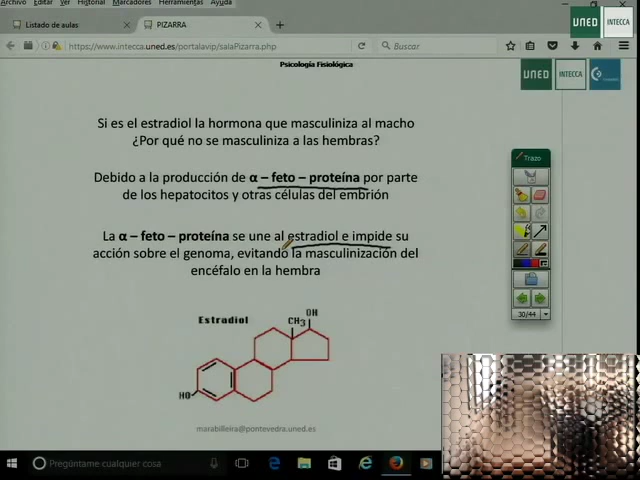 Archivo Editar Ver Historial Marcadores Herramientas Ayuda
Listado de aulas
PIZARRA
https://www.intecca.uned.es/portalavip/salaPizarra.php
Buscar
UNED
INTECCA
Psicología Fisiológica
UNED
INTECCA
Si es el estradiol la hormona que masculiniza al macho
¿Por qué no se masculiniza a las hembras?
Debido a la producción de α – feto – proteína por parte
de los hepatocitos y otras células del embrión
La α – feto – proteína se une al estradiol e impide su
acción sobre el genoma, evitando la masculinización del
encéfalo en la hembra
Trazo
30/44
Estradiol
CH3
OH
HO
marabilleira@pontevedra.uned.es
Pregúntame cualquier cosa